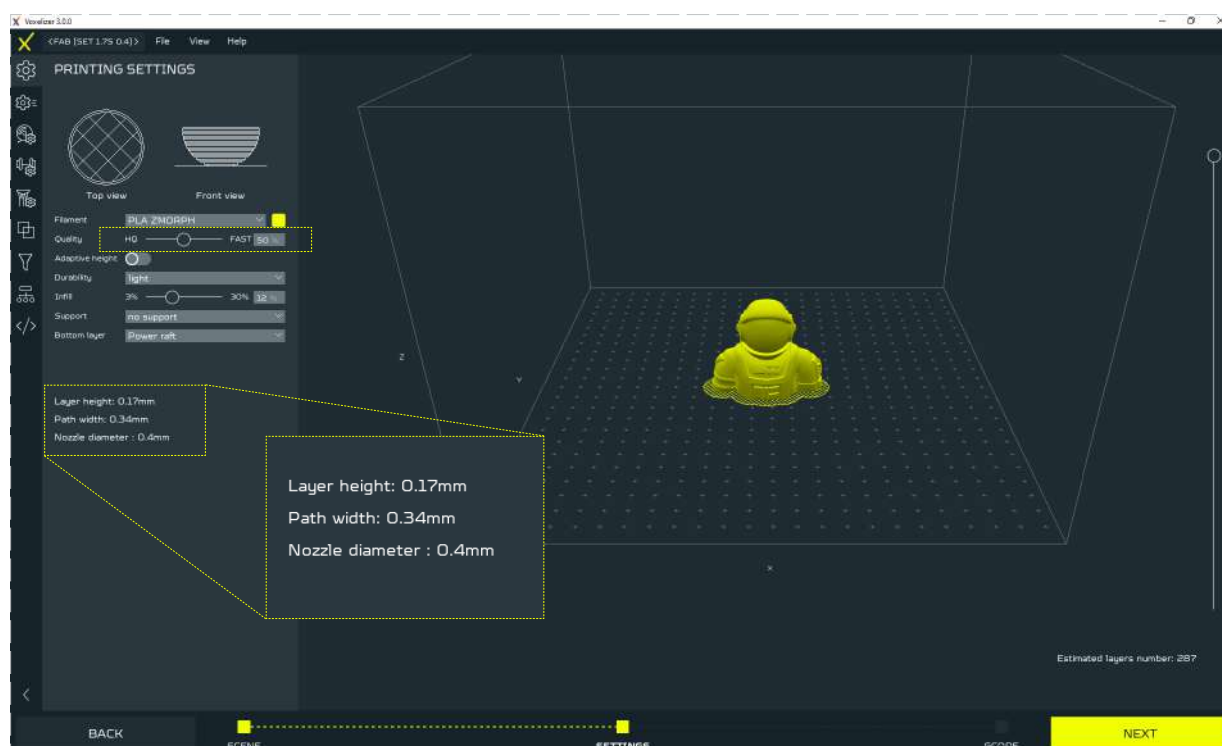 Voxelizer 3.0.0
<FAB [SET 1.75 0.4]> File View Help
PRINTING SETTINGS
Top view Front view
Filament PLA ZMORPH
Quality HQ FAST 50 %
Adaptive height
Durability light
Infill 3% 30% 12 %
Support no support
Bottom layer Power raft
Layer height: 0.17mm
Path width: 0.34mm
Nozzle diameter : 0.4mm
Layer height: 0.17mm
Path width: 0.34mm
Nozzle diameter : 0.4mm
Z
Y
X
Estimated layers number: 287
BACK
SCENE
SETTINGS
SCOPE
NEXT